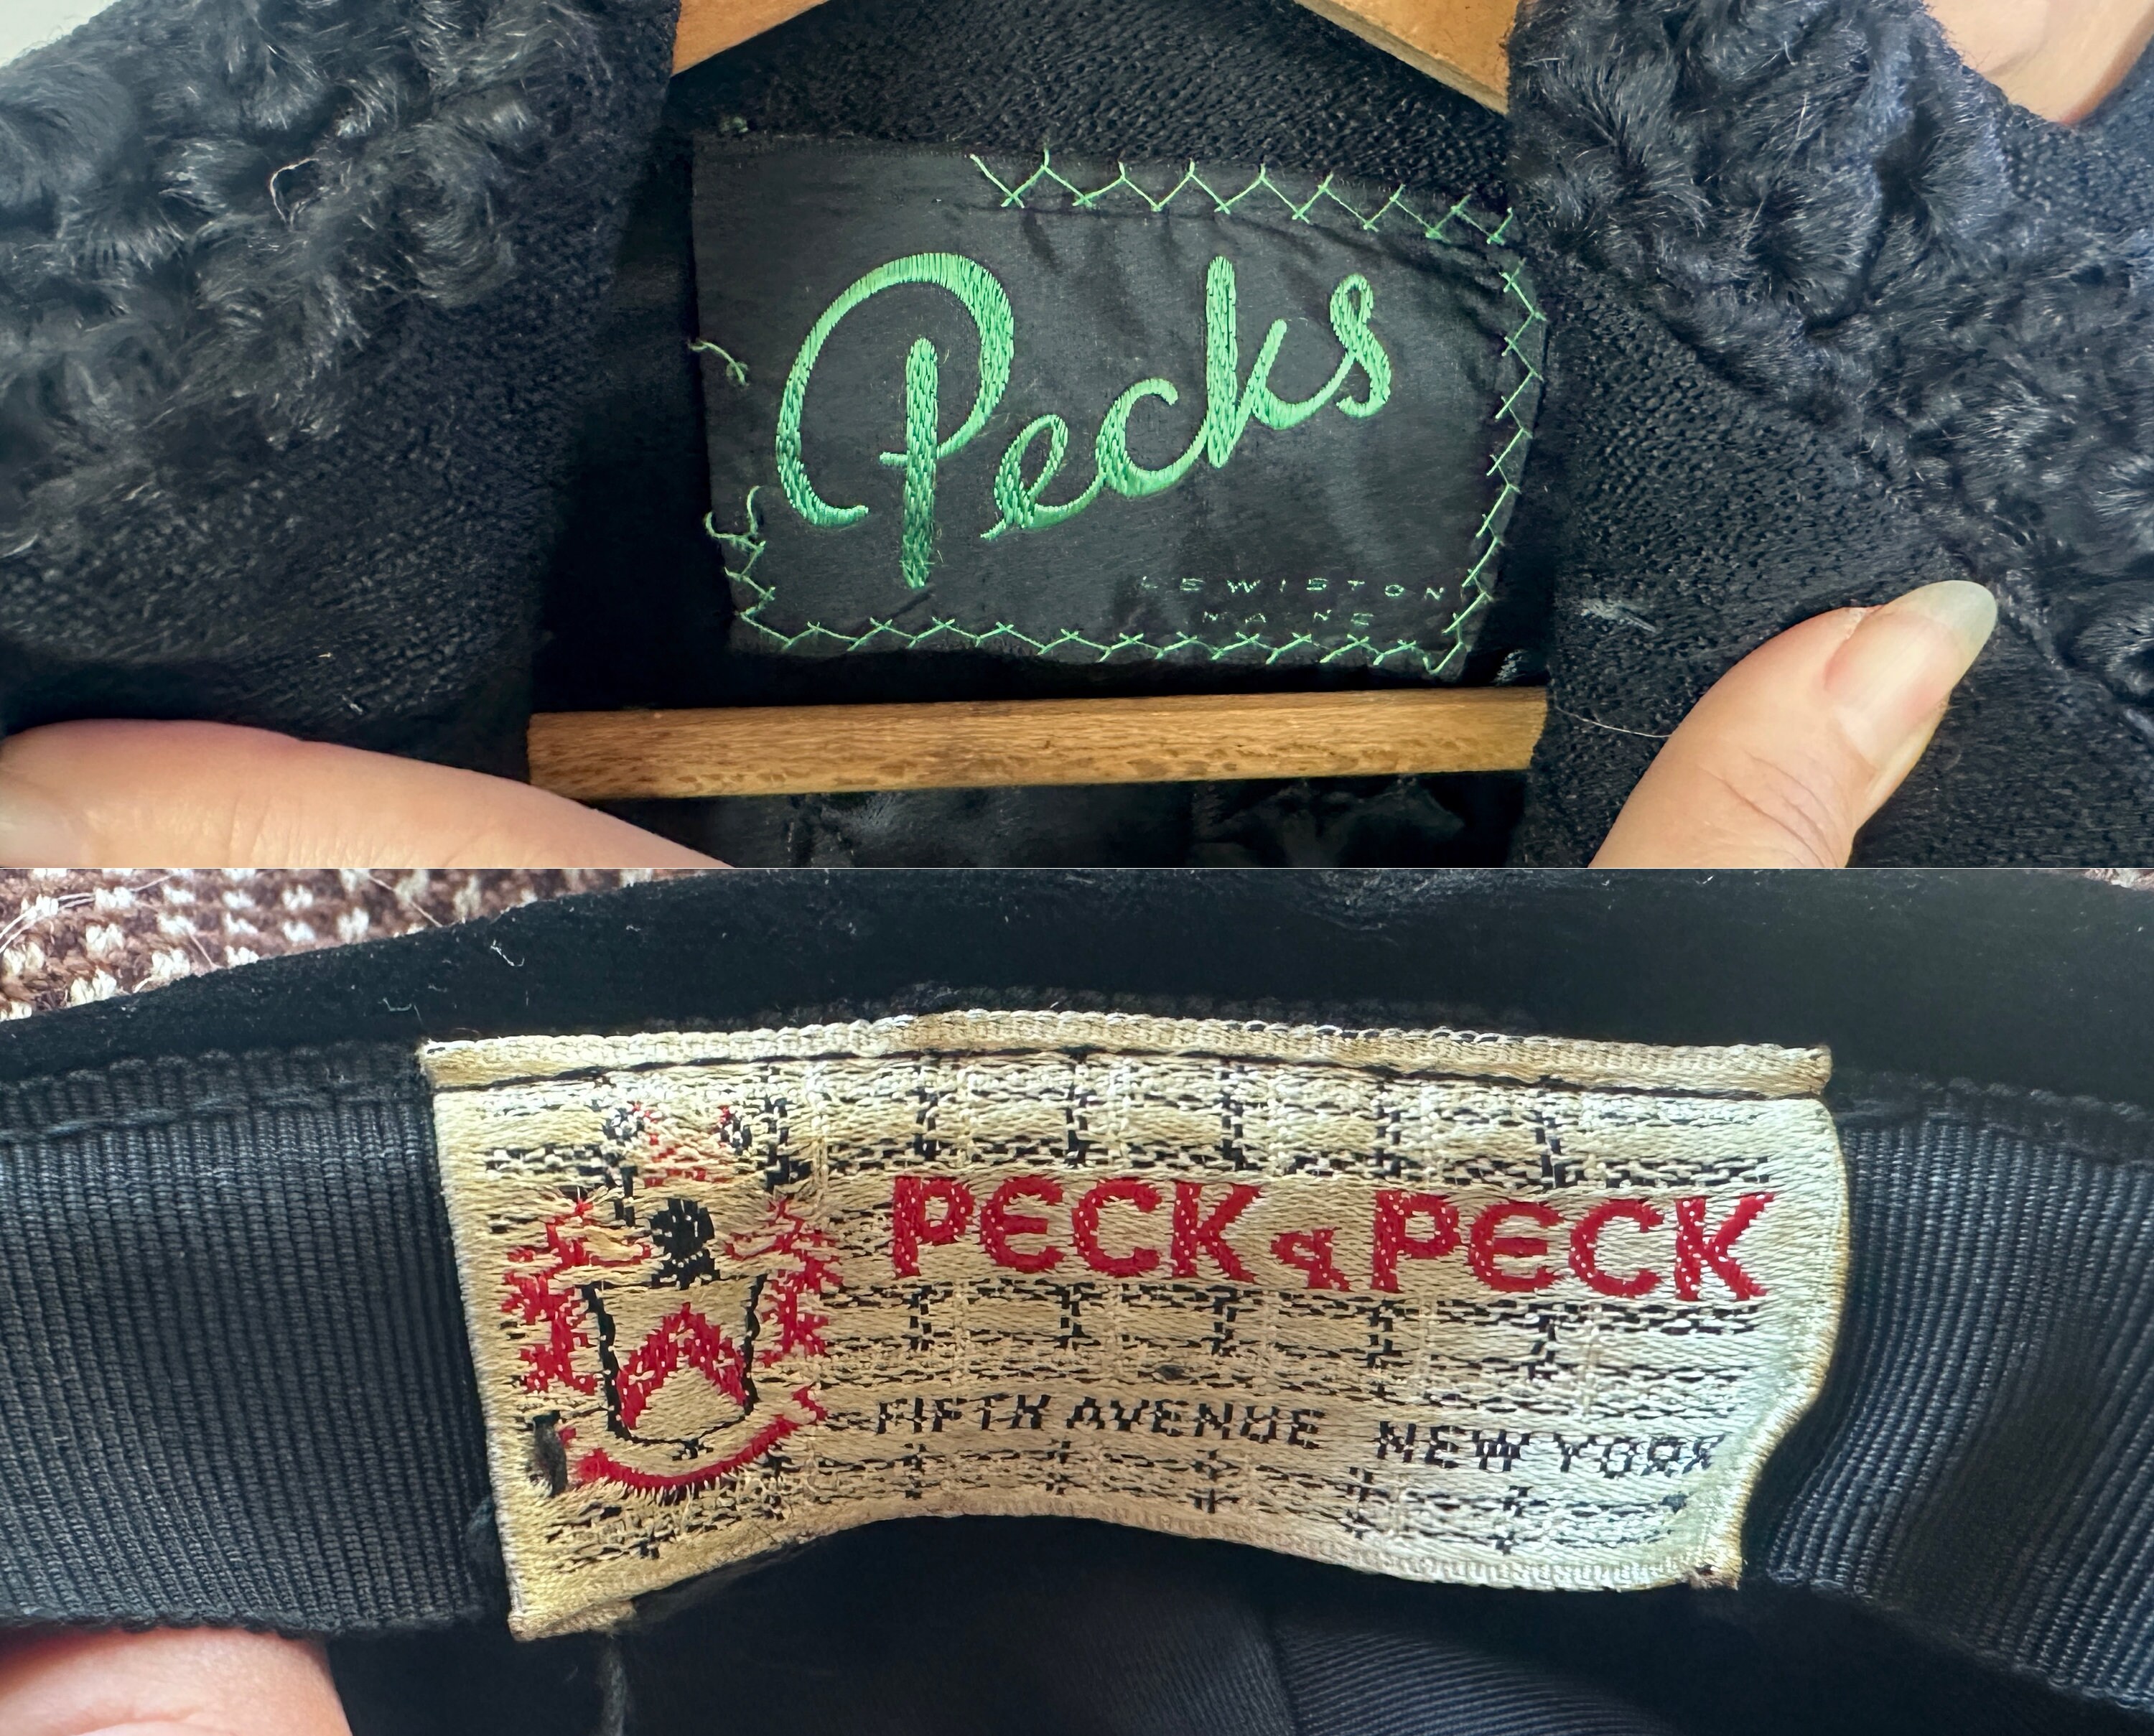 Pecks
LEWISTON
MAINE
PECK & PECK
FIFTH AVENUE NEW YORK